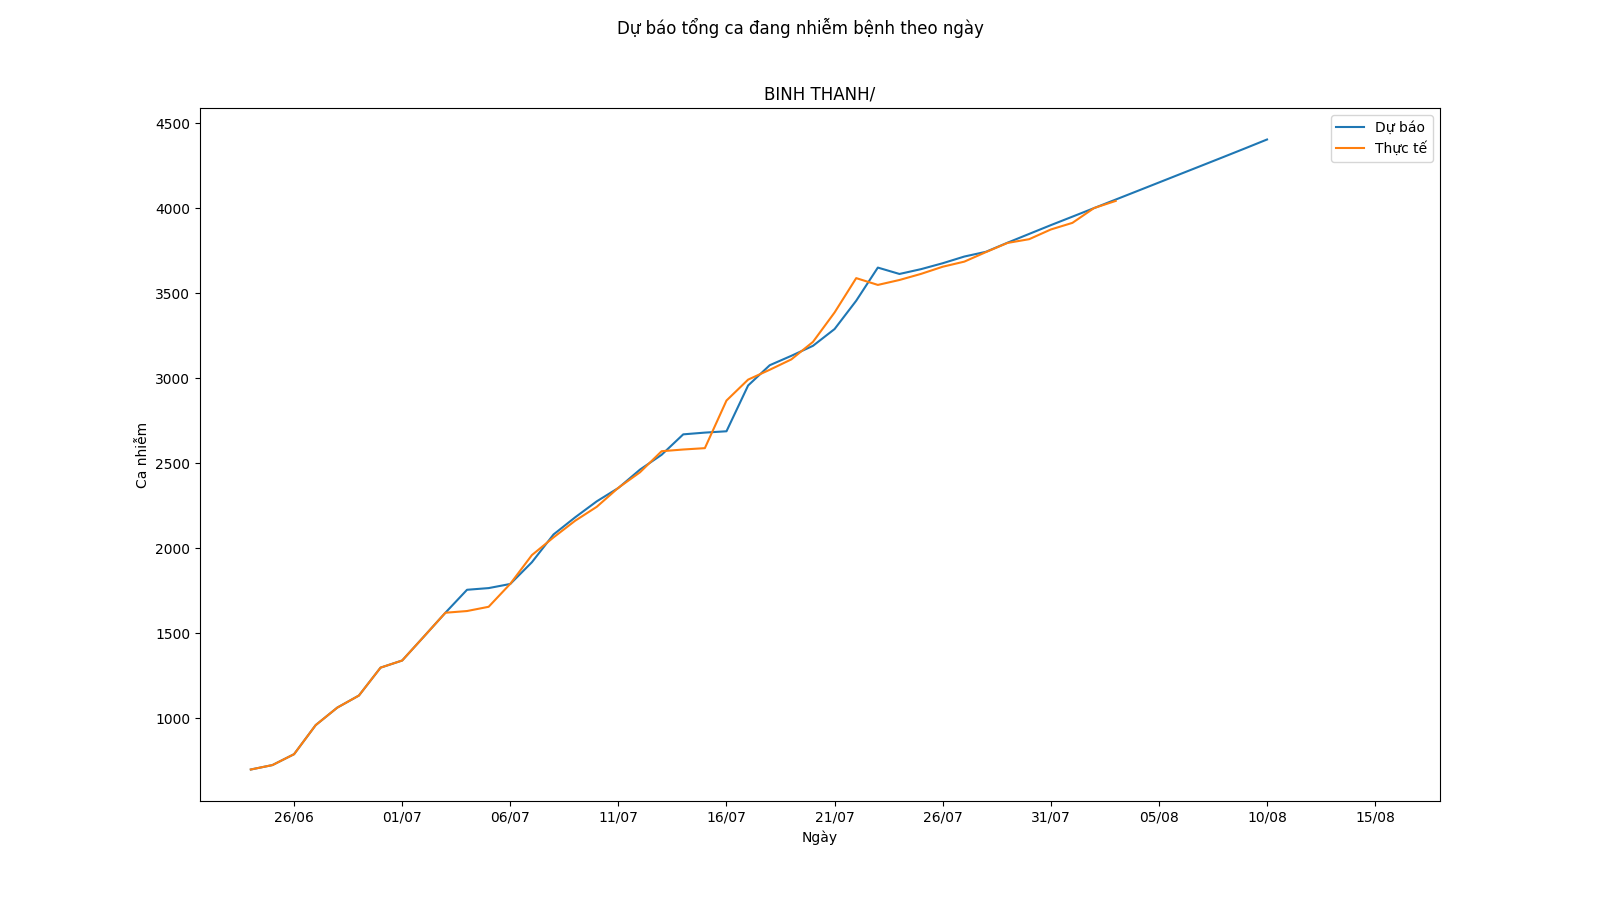 Dự báo tổng ca đang nhiễm bệnh theo ngày
BINH THANH/
Dự báo
Thực tế
4500
4000
3500
3000
2500
2000
1500
1000
Ca nhiễm
26/06 01/07 06/07 11/07 16/07 21/07 26/07 31/07 05/08 10/08 15/08
Ngày